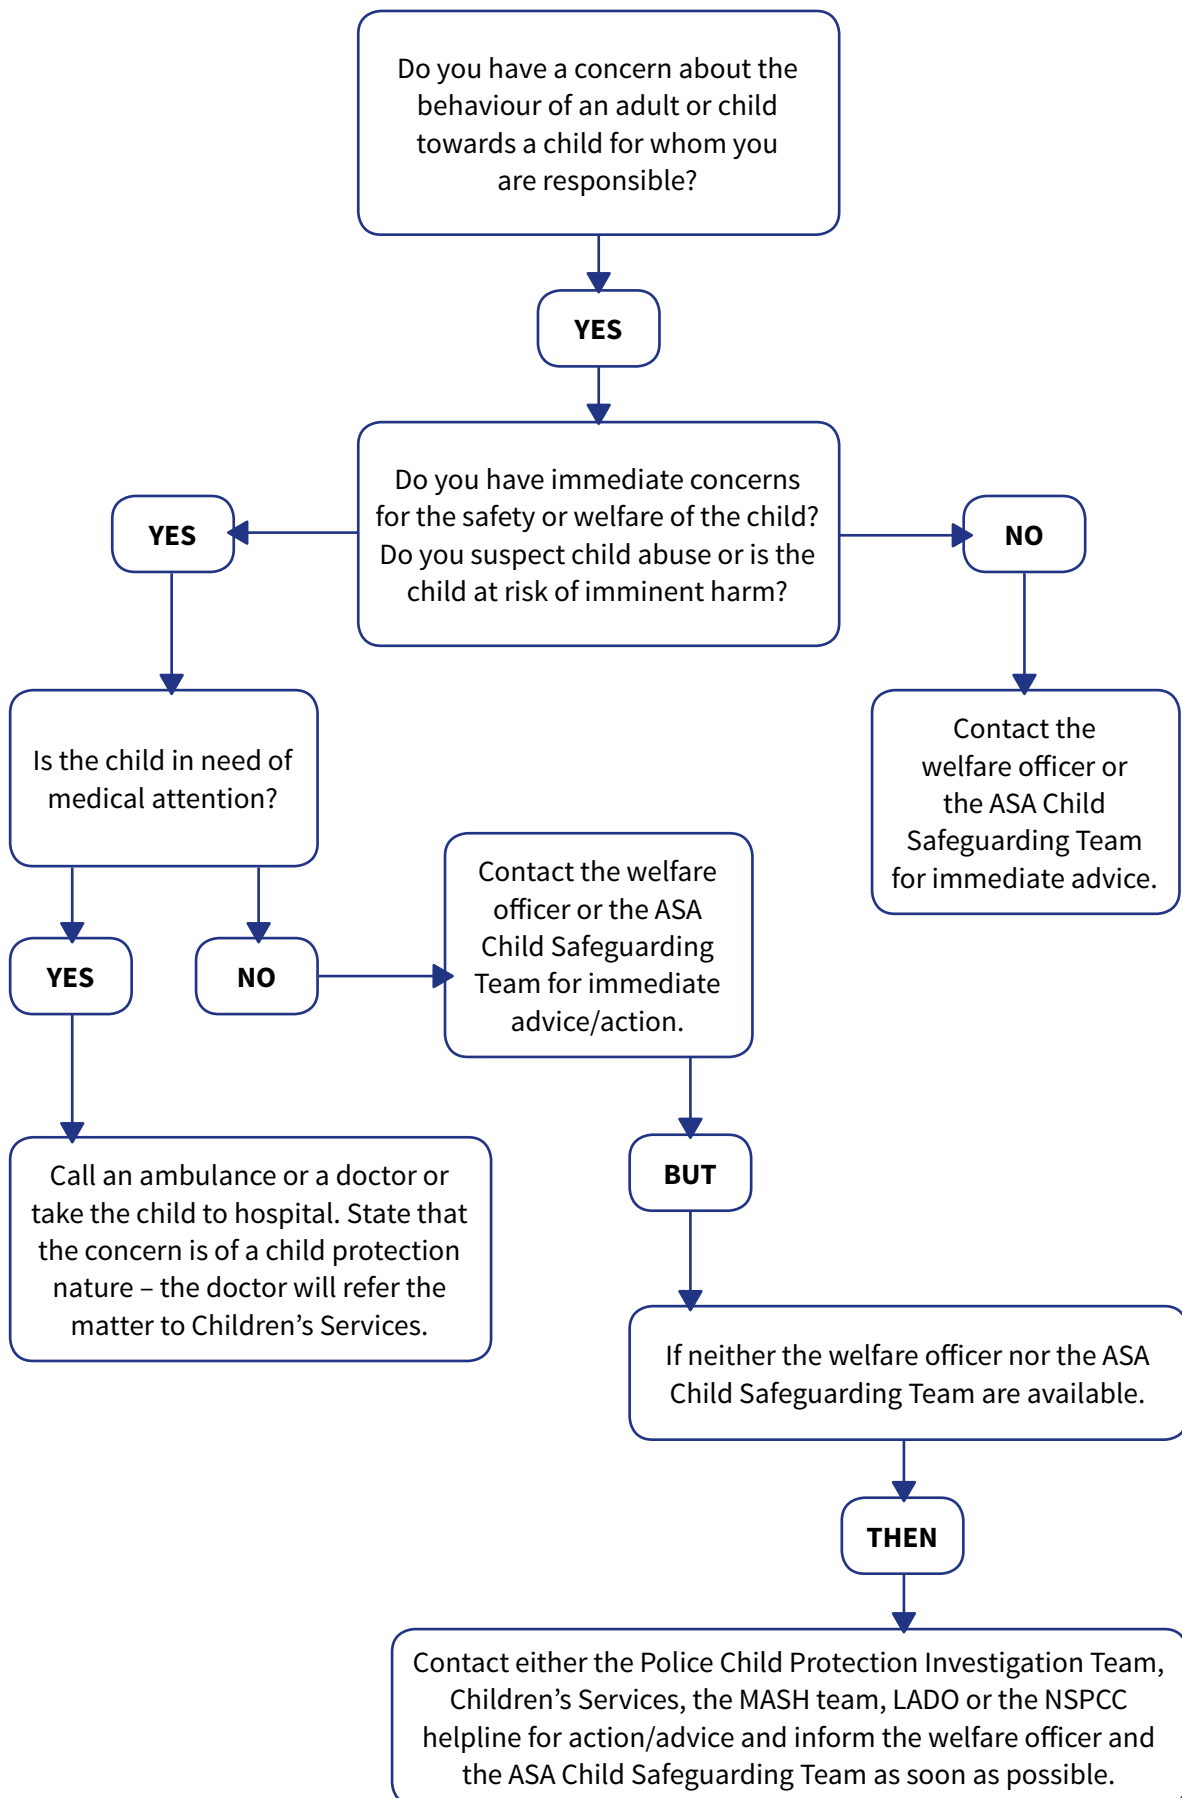 Do you have a concern about the
behaviour of an adult or child
towards a child for whom you
are responsible?
YES
Do you have immediate concerns
for the safety or welfare of the child?
Do you suspect child abuse or is the
child at risk of imminent harm?
YES
NO
Is the child in need of
medical attention?
Contact the
welfare officer or
the ASA Child
Safeguarding Team
for immediate advice.
YES
NO
Contact the welfare
officer or the ASA
Child Safeguarding
Team for immediate
advice/action.
Call an ambulance or a doctor or
take the child to hospital. State that
the concern is of a child protection
nature – the doctor will refer the
matter to Children’s Services.
BUT
If neither the welfare officer nor the ASA
Child Safeguarding Team are available.
THEN
Contact either the Police Child Protection Investigation Team,
Children’s Services, the MASH team, LADO or the NSPCC
helpline for action/advice and inform the welfare officer and
the ASA Child Safeguarding Team as soon as possible.